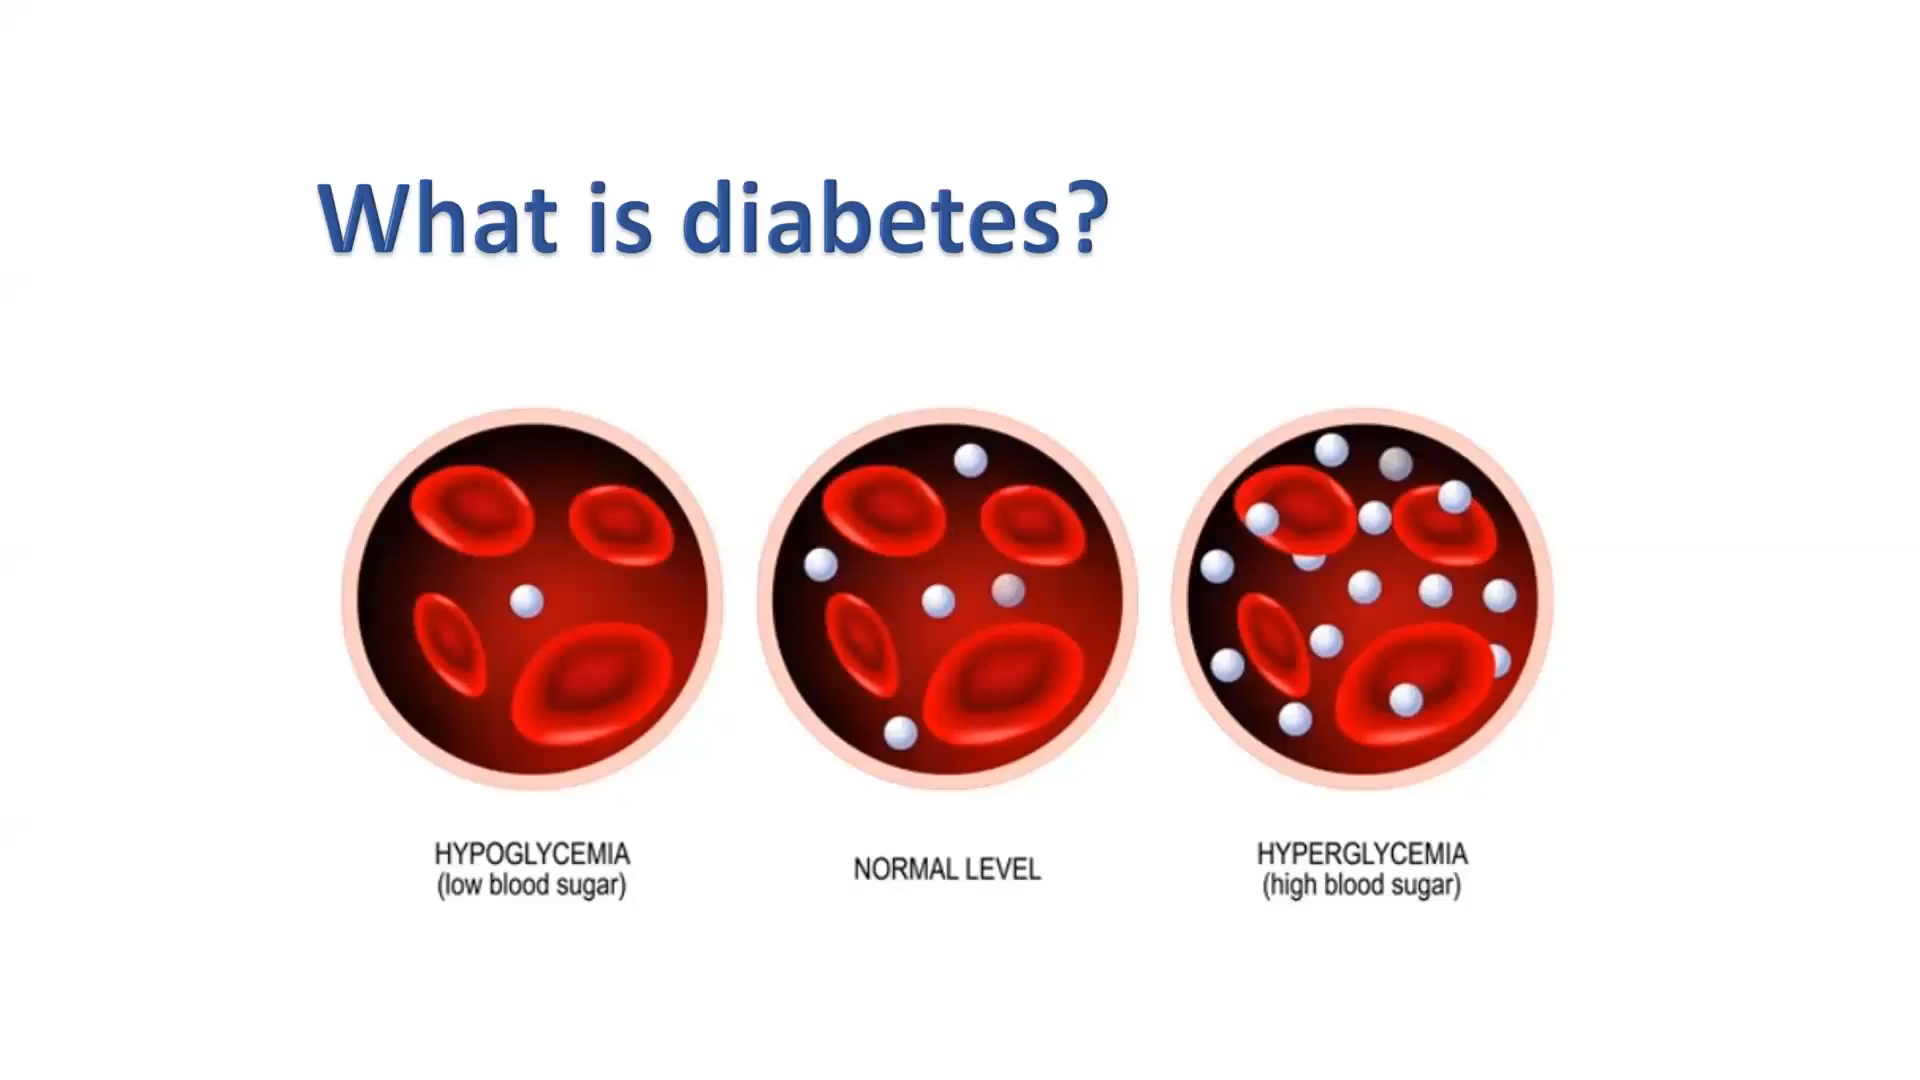 What is diabetes?
HYPOGLYCEMIA
(low blood sugar)
NORMAL LEVEL
HYPERGLYCEMIA
(high blood sugar)